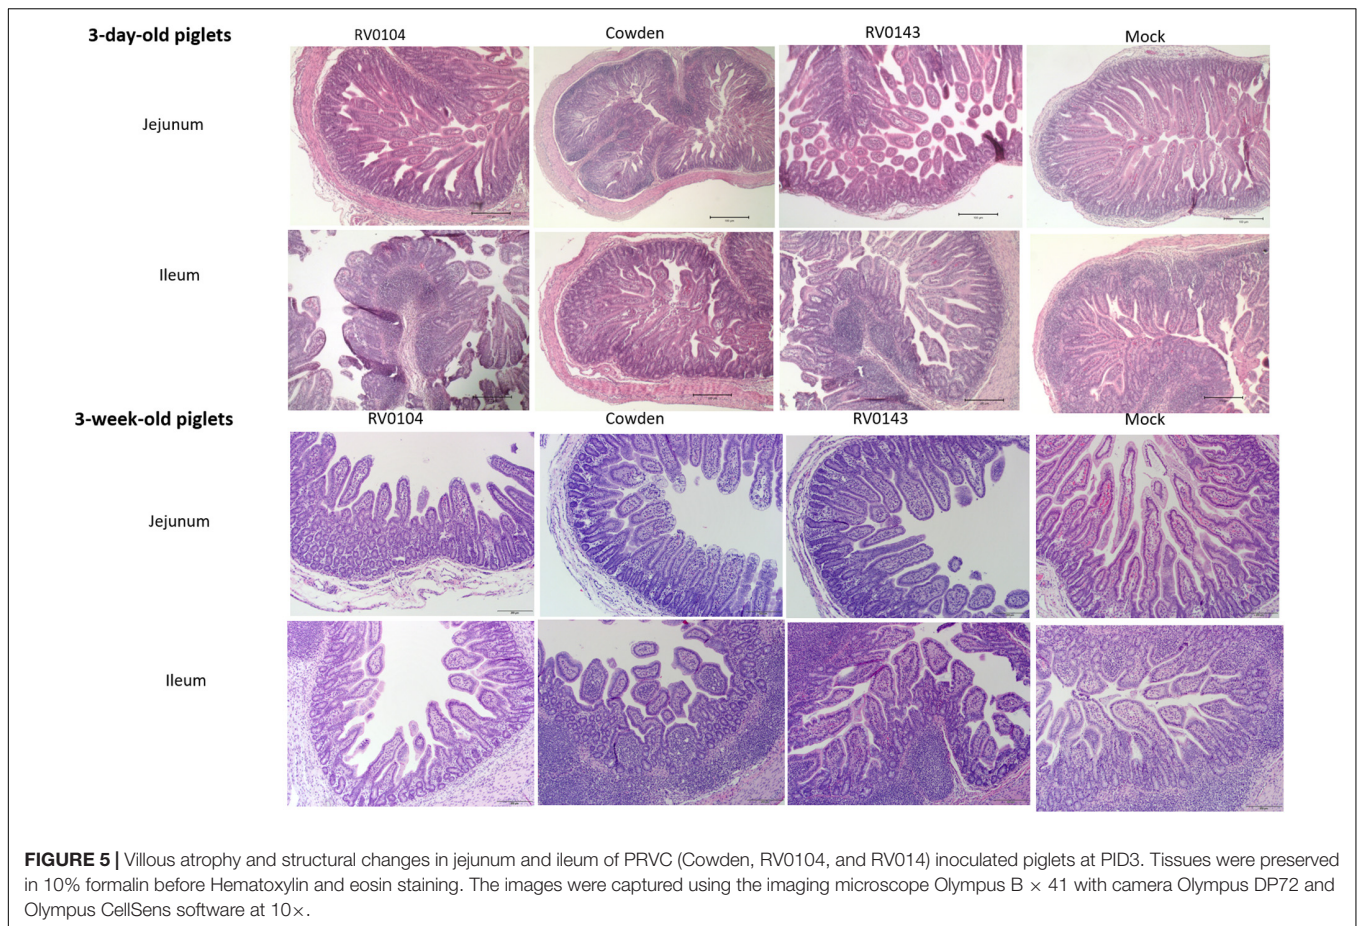 3-day-old piglets
RV0104 Cowden RV0143 Mock
Jejunum
Ileum
3-week-old piglets
RV0104 Cowden RV0143 Mock
Jejunum
Ileum
FIGURE 5 | Villous atrophy and structural changes in jejunum and ileum of PRVC (Cowden, RV0104, and RV014) inoculated piglets at PID3. Tissues were preserved
in 10% formalin before Hematoxylin and eosin staining. The images were captured using the imaging microscope Olympus B × 41 with camera Olympus DP72 and
Olympus CellSens software at 10×.